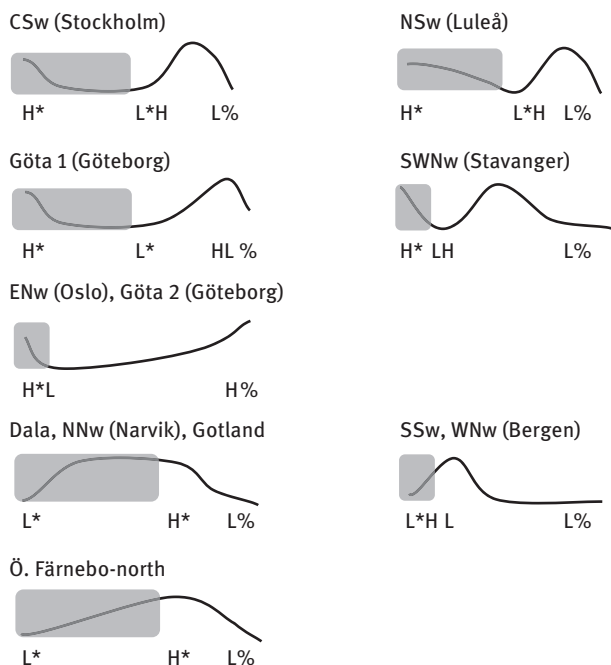 CSw (Stockholm)
H* L*H L%
NSw (Luleå)
H* L*H L%
Göta 1 (Göteborg)
H* L* HL %
SWNw (Stavanger)
H* LH L%
ENw (Oslo), Göta 2 (Göteborg)
H*L H%
Dala, NNw (Narvik), Gotland
L* H* L%
SSw, WNw (Bergen)
L*H L L%
Ö. Färnebo-north
L* H* L%